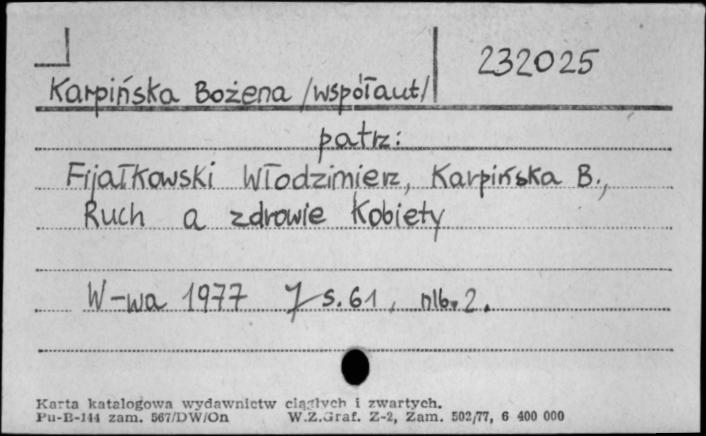 232025
Karpińska Bożena /współaut/
patrz:
Fijałkowski Włodzimierz, Karpińska B.,
Ruch a zdrowie kobiety
W-wa 1977 s. 61, nlb. 2.
Karta katalogowa wydawnictw ciągłych i zwartych.
Pu-B-144 zam. 567/DW/On W.Z.Graf. Z-2, Zam. 502/77, 6 400 000